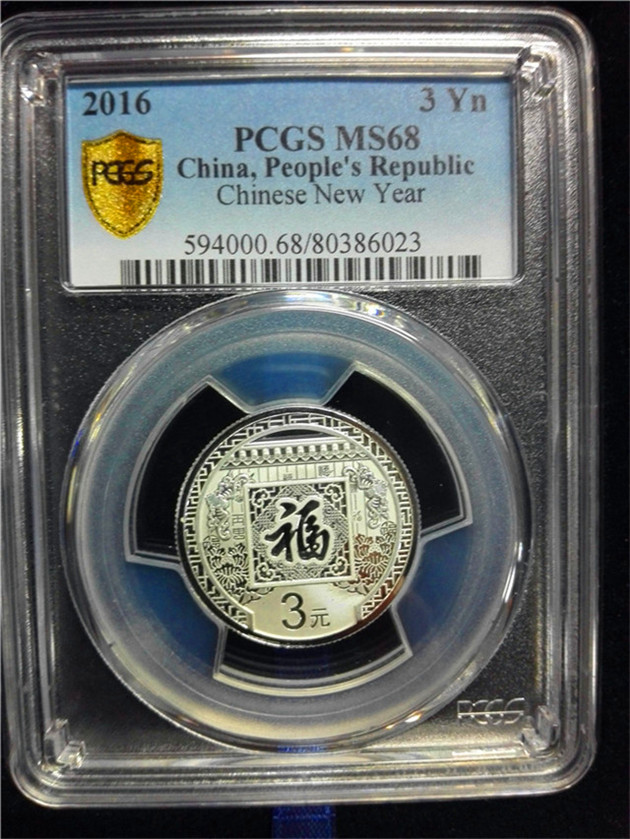 2016
3 Yn
PCGS
PCGS MS68
China, People's Republic
Chinese New Year
594000.68/80386023
福
3元
PCGS